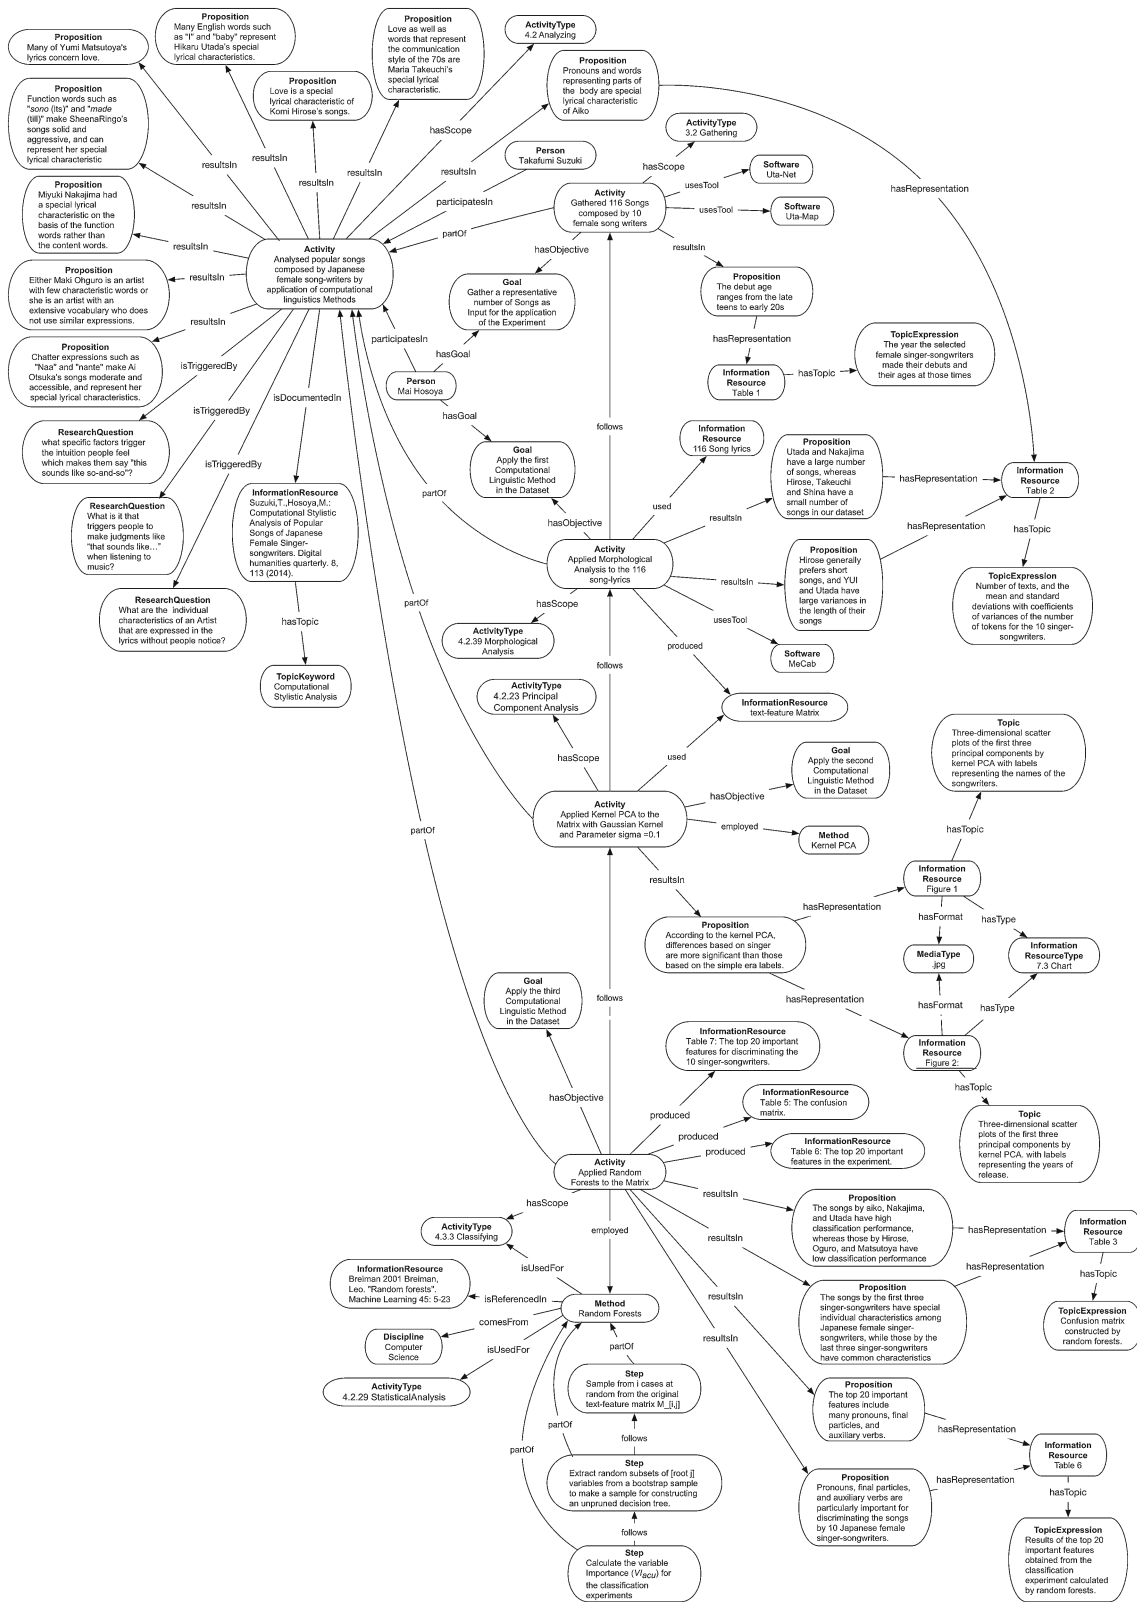 Proposition
Many of Yumi Matsutoya's
lyrics concern love.
Proposition
Many English words such
as "I" and "baby" represent
Hikaru Utada's special
lyrical characteristics.
Proposition
Love as well as
words that represent
the communication
style of the 70s are
Maria Takeuchi's
special lyrical
characteristic.
ActivityType
4.2 Analyzing
Proposition
Pronouns and words
representing parts of
the body are special
lyrical characteristic
of Aiko
Proposition
Function words such as
"sono (its)" and "made
(till)" make SheenaRingo's
songs solid and
aggressive, and can
represent her special
lyrical characteristic
Proposition
Love is a special
lyrical characteristic of
Komi Hirose's songs.
ActivityType
3.2 Gathering
Person
Takafumi Suzuki
Software
Uta-Net
Software
Uta-Map
hasScope
resultsIn
resultsIn
resultsIn
resultsIn
resultsIn
resultsIn
participatesIn
hasScope
usesTool
usesTool
hasRepresentation
Proposition
Miyuki Nakajima had
a special lyrical
characteristic on the
basis of the function
words rather than
the content words.
resultsIn
Activity
Gathered 116 Songs
composed by 10
female song writers
partOf
hasObjective
resultsIn
Activity
Analysed popular songs
composed by Japanese
female song-writers by
application of computational
linguistics Methods
Proposition
Either Maki Ohguro is an artist
with few characteristic words or
she is an artist with an
extensive vocabulary who does
not use similar expressions.
resultsIn
resultsIn
Goal
Gather a representative
number of Songs as
Input for the application
of the Experiment
Proposition
The debut age
ranges from the late
teens to early 20s
hasRepresentation
Information
Resource
Table 1
hasTopic
TopicExpression
The year the selected
female singer-songwriters
made their debuts and
their ages at those times
Proposition
Chatter expressions such as
"Naa" and "nante" make Ai
Otsuka's songs moderate and
accessible, and represent her
special lyrical characteristics.
isTriggeredBy
isTriggeredBy
isTriggeredBy
isDocumentedIn
participatesIn
hasGoal
Person
Mai Hosoya
hasGoal
Goal
Apply the first
Computational
Linguistic Method
in the Dataset
follows
ResearchQuestion
what specific factors trigger
the intuition people feel
which makes them say "this
sounds like so-and-so"?
ResearchQuestion
What is it that
triggers people to
make judgments like
"that sounds like..."
when listening to
music?
ResearchQuestion
What are the individual
characteristics of an Artist
that are expressed in the
lyrics without people notice?
InformationResource
Suzuki,T.,Hosoya,M.:
Computational Stylistic
Analysis of Popular
Songs of Japanese
Female Singer-
songwriters. Digital
humanities quarterly. 8,
113 (2014).
hasTopic
TopicKeyword
Computational
Stylistic Analysis
partOf
partOf
partOf
Information
Resource
116 Song lyrics
used
hasObjective
resultsIn
Proposition
Utada and Nakajima
have a large number
of songs, whereas
Hirose, Takeuchi
and Shina have a
small number of
songs in our dataset
hasRepresentation
Information
Resource
Table 2
hasRepresentation
hasTopic
Activity
Applied Morphological
Analysis to the 116
song-lyrics
resultsIn
Proposition
Hirose generally
prefers short
songs, and YUI
and Utada have
large variances in
the length of their
songs
TopicExpression
Number of texts, and the
mean and standard
deviations with coefficients
of variances of the number
of tokens for the 10 singer-
songwriters.
hasScope
ActivityType
4.2.39 Morphological
Analysis
usesTool
Software
MeCab
produced
follows
InformationResource
text-feature Matrix
used
ActivityType
4.2.23 Principal
Component Analysis
hasScope
Goal
Apply the second
Computational
Linguistic Method
in the Dataset
hasObjective
Activity
Applied Kernel PCA to the
Matrix with Gaussian Kernel
and Parameter sigma =0.1
employed
Method
Kernel PCA
Topic
Three-dimensional scatter
plots of the first three
principal components by
kernel PCA with labels
representing the names of the
songwriters.
hasTopic
resultsIn
Proposition
According to the kernel PCA,
differences based on singer
are more significant than those
based on the simple era labels.
hasRepresentation
Information
Resource
Figure 1
hasFormat
hasType
MediaType
.jpg
Information
ResourceType
7.3 Chart
hasRepresentation
hasFormat
hasType
Information
Resource
Figure 2:
hasTopic
Topic
Three-dimensional scatter
plots of the first three
principal components by
kernel PCA. with labels
representing the years of
release.
Goal
Apply the third
Computational
Linguistic Method
in the Dataset
follows
hasObjective
InformationResource
Table 7: The top 20 important
features for discriminating the
10 singer-songwriters.
produced
InformationResource
Table 5: The confusion
matrix.
produced
InformationResource
Table 6: The top 20 important
features in the experiment.
produced
Activity
Applied Random
Forests to the Matrix
resultsIn
Proposition
The songs by aiko, Nakajima,
and Utada have high
classification performance,
whereas those by Hirose,
Oguro, and Matsutoya have
low classification performance
hasRepresentation
Information
Resource
Table 3
hasRepresentation
hasTopic
TopicExpression
Confusion matrix
constructed by
random forests.
resultsIn
Proposition
The songs by the first three
singer-songwriters have special
individual characteristics among
Japanese female singer-
songwriters, while those by the
last three singer-songwriters
have common characteristics
hasScope
ActivityType
4.3.3 Classifying
employed
isUsedFor
InformationResource
Breiman 2001 Breiman,
Leo. "Random forests".
Machine Learning 45: 5-23
isReferencedIn
Method
Random Forests
comesFrom
Discipline
Computer
Science
isUsedFor
ActivityType
4.2.29 StatisticalAnalysis
resultsIn
resultsIn
partOf
Step
Sample from i cases at
random from the original
text-feature matrix M_[i,j]
partOf
partOf
follows
Step
Extract random subsets of [root j]
variables from a bootstrap sample
to make a sample for constructing
an unpruned decision tree.
follows
Step
Calculate the variable
Importance (VIacu) for
the classification
experiments
Proposition
The top 20 important
features include
many pronouns, final
particles, and
auxiliary verbs.
hasRepresentation
Information
Resource
Table 6
hasRepresentation
hasTopic
Proposition
Pronouns, final particles,
and auxiliary verbs are
particularly important for
discriminating the songs
by 10 Japanese female
singer-songwriters.
TopicExpression
Results of the top 20
important features
obtained from the
classification
experiment calculated
by random forests.